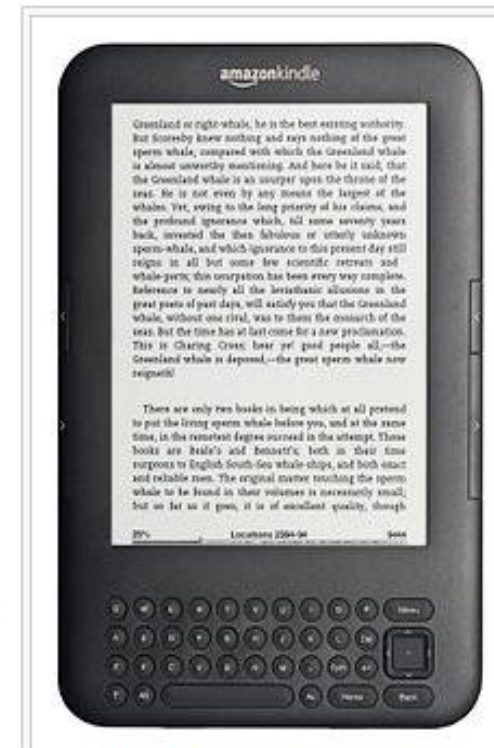 amazonkindle
Greenland or right-whale, he is the best existing authority.
But Scoresby knew nothing and says nothing of the great
sperm whale, compared with which the Greenland whale
is almost unworthy mentioning. And here be it said, that
the Greenland whale is an usurper upon the throne of the
seas. He is not even by any means the largest of the
whales. Yet, owing to the long priority of his claims, and
the profound ignorance which, till some seventy years
back, invested the then fabulous or utterly unknown
sperm-whale, and which ignorance to this present day still
reigns in all but some few scientific retreats and
whale-ports; this usurpation has been every way complete.
Reference to nearly all the leviathanic allusions in the
great poets of past days, will satisfy you that the Greenland
whale, without one rival, was to them the monarch of the
seas. But the time has at last come for a new proclamation.
This is Charing Cross; hear ye! good people all,—the
Greenland whale is deposed,—the great sperm whale now
reigneth!
There are only two books in being which at all pretend
to put the living sperm whale before you, and at the same
time, in the remotest degree succeed in the attempt. Those
books are Beale's and Bennett's; both in their time
surgeons to English South-Sea whale-ships, and both exact
and reliable men. The original matter touching the sperm
whale to be found in their volumes is necessarily small;
but so far as it goes, it is of excellent quality, though
25% Locations
Menu
Home Back